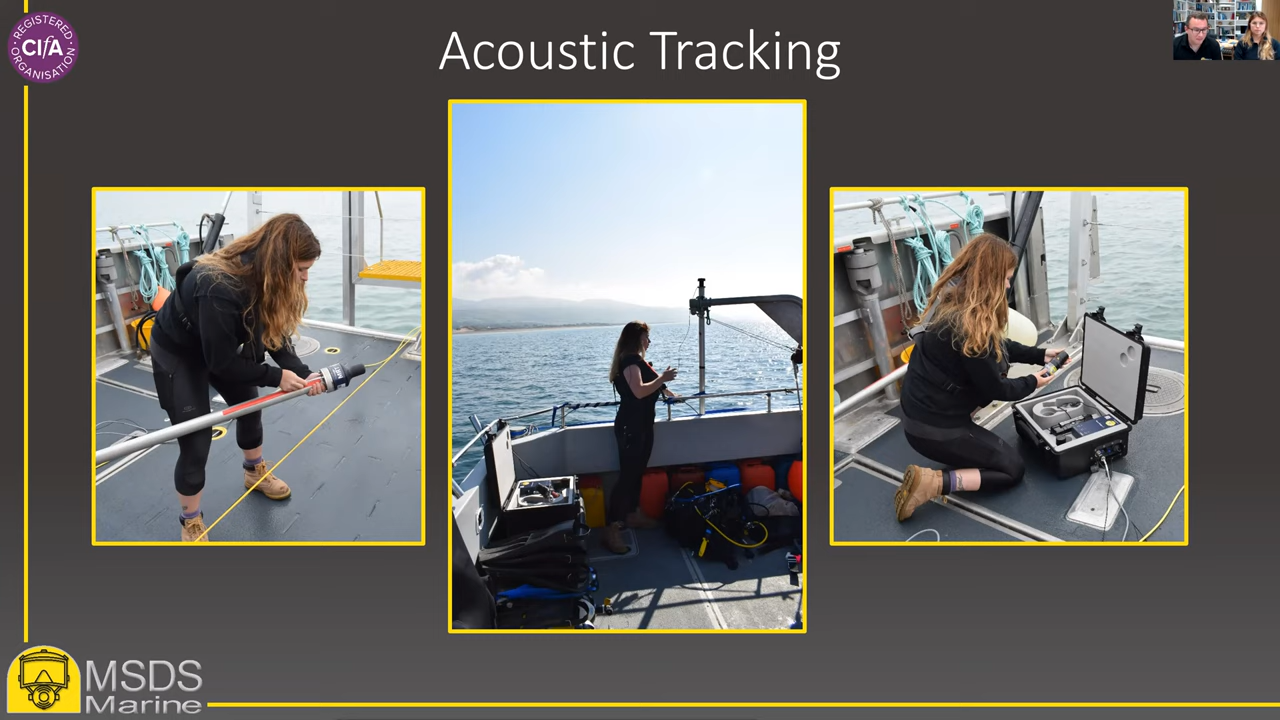 REGISTERED
CIfA
ORGANISATION
Acoustic Tracking
MSDS
Marine